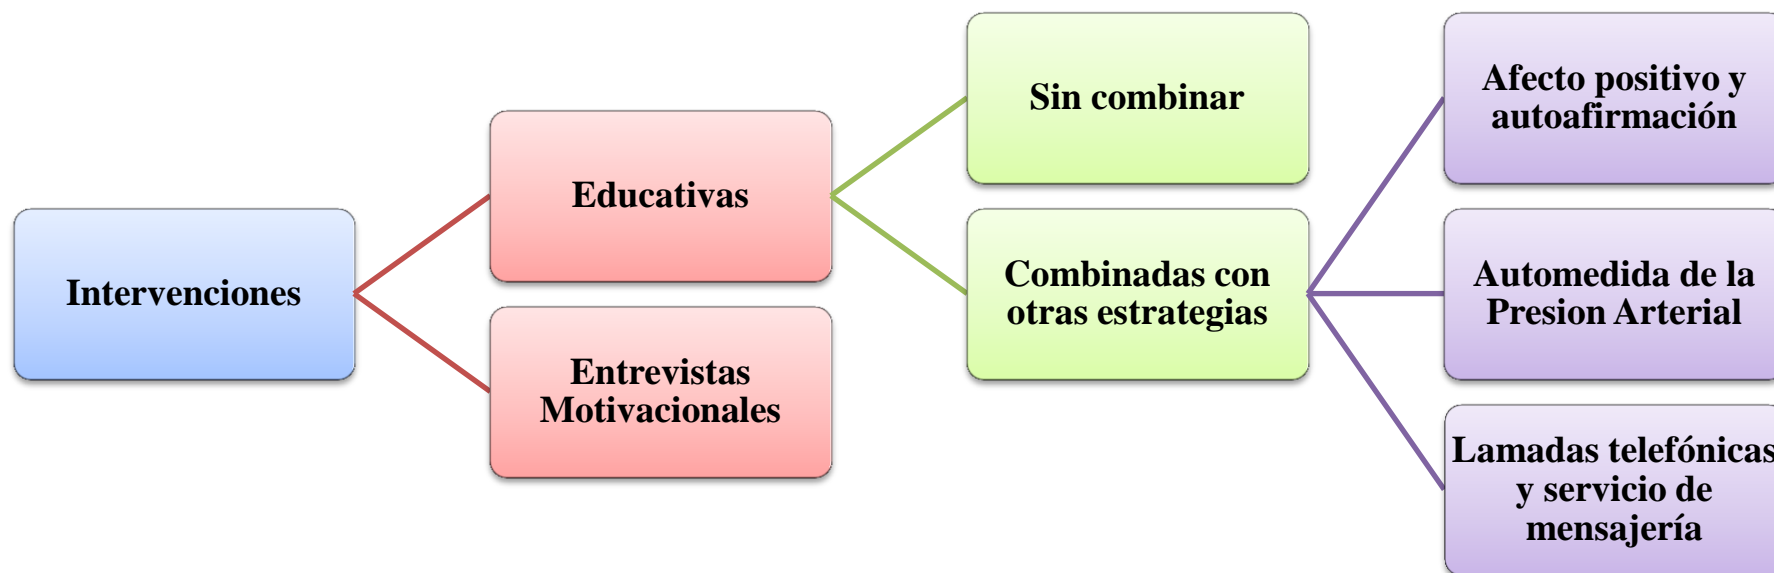 Intervenciones
Educativas
Entrevistas
Motivacionales
Sin combinar
Combinadas con
otras estrategias
Afecto positivo y
autoafirmación
Automedida de la
Presion Arterial
Lamadas telefónicas
y servicio de
mensajería